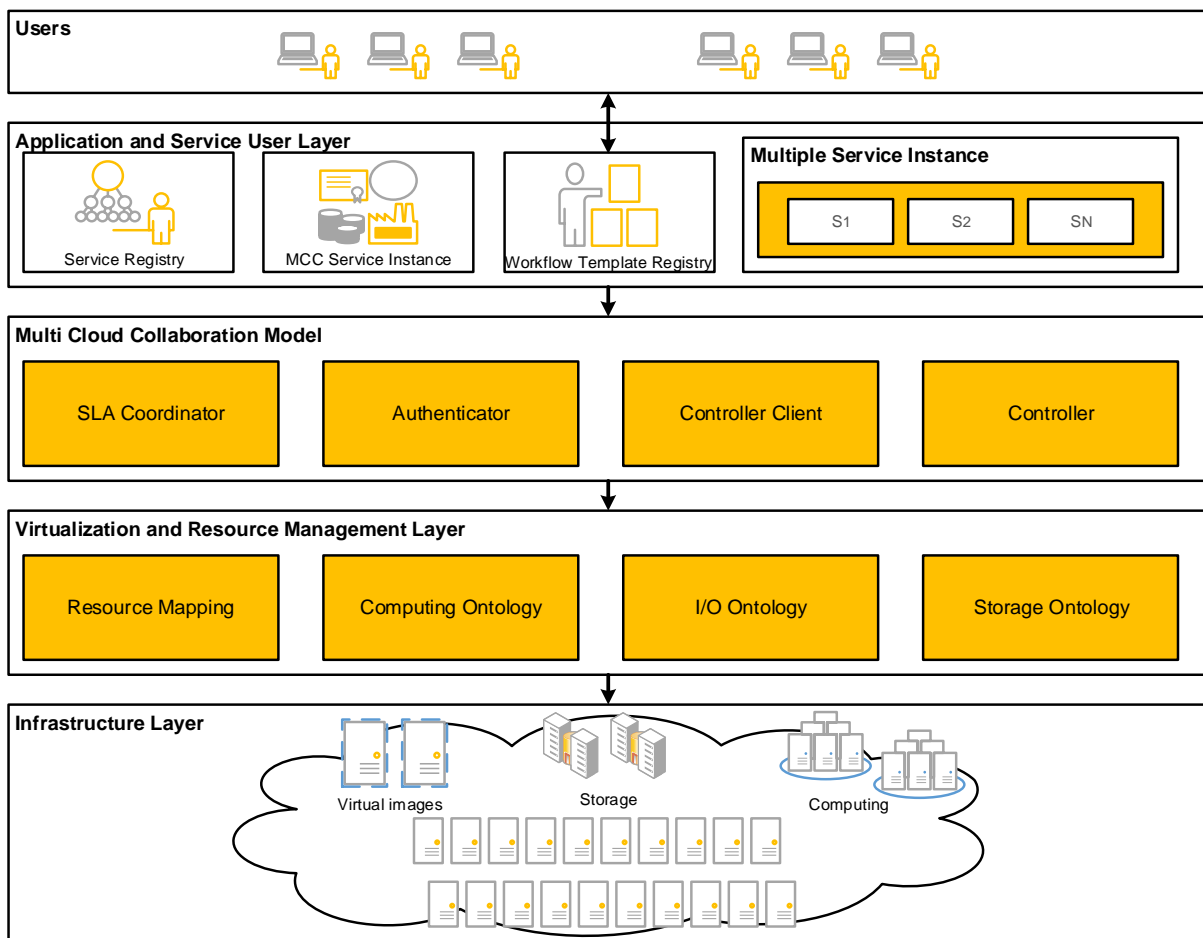 Users
Application and Service User Layer
Service Registry
MCC Service Instance
Workflow Template Registry
Multiple Service Instance
S1
S2
SN
Multi Cloud Collaboration Model
SLA Coordinator
Authenticator
Controller Client
Controller
Virtualization and Resource Management Layer
Resource Mapping
Computing Ontology
I/O Ontology
Storage Ontology
Infrastructure Layer
Virtual images
Storage
Computing